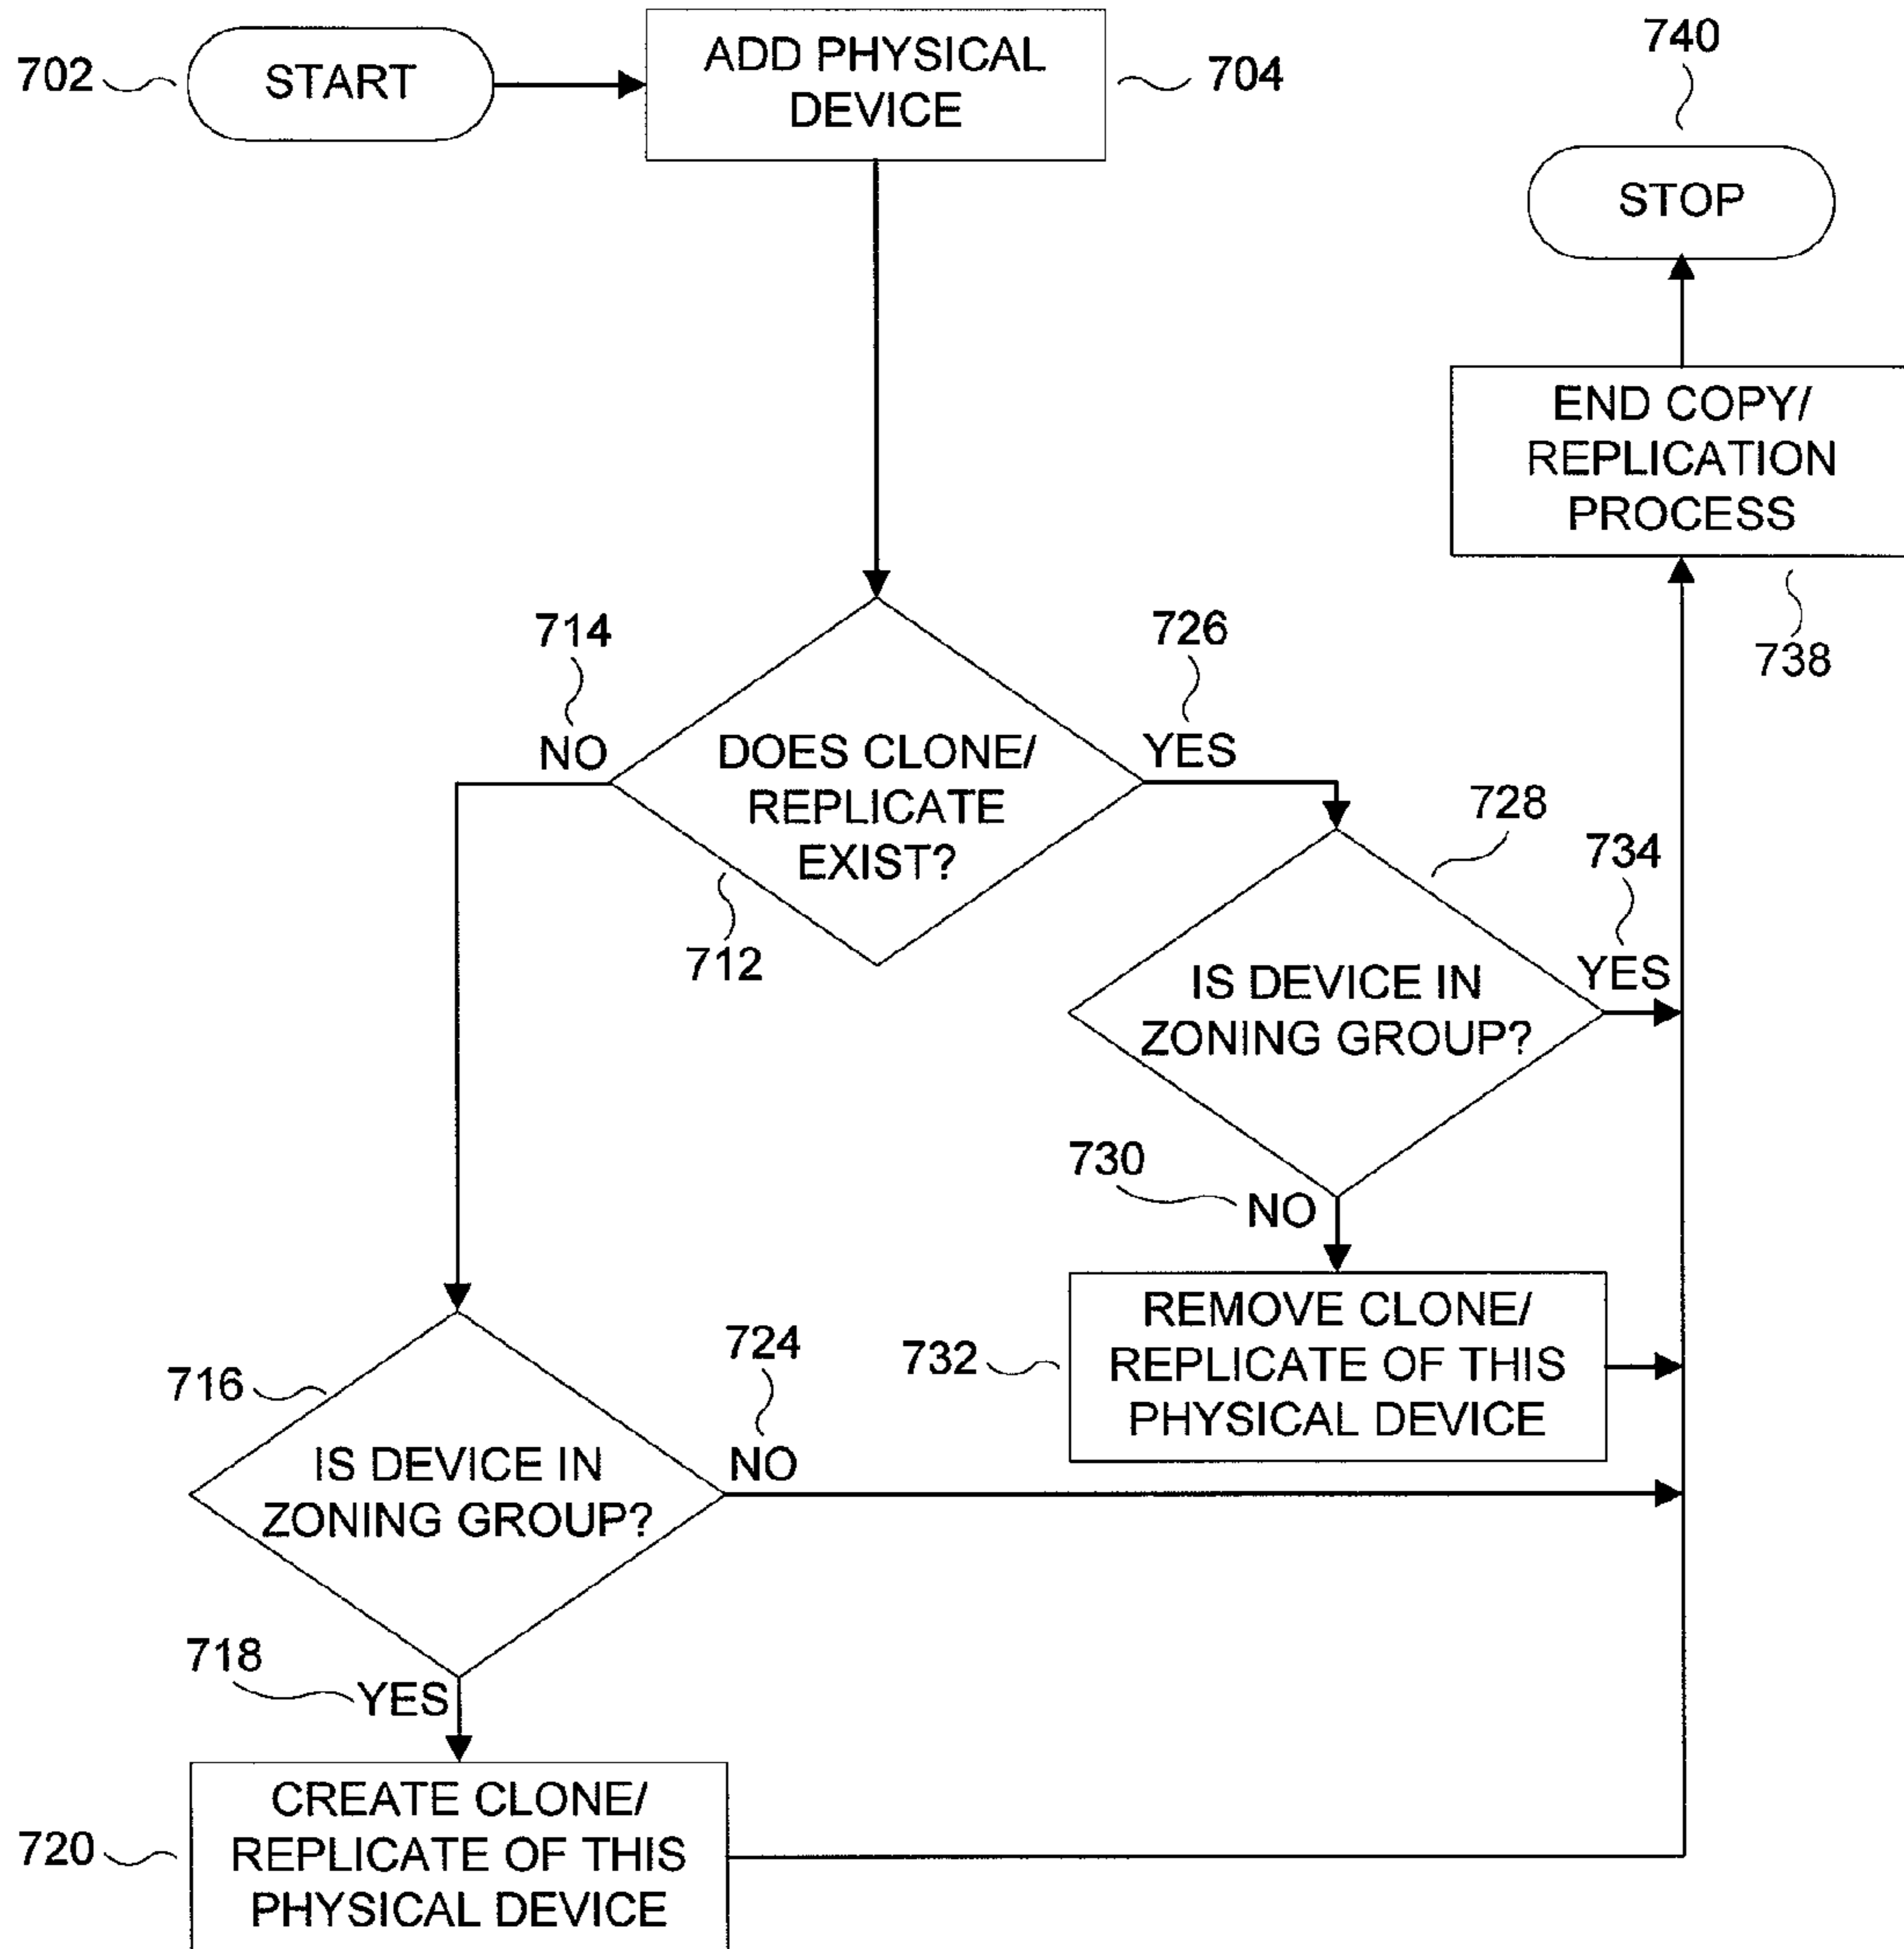 702
START
ADD PHYSICAL
DEVICE
704
740
STOP
END COPY/
REPLICATION
PROCESS
738
714
NO
726
YES
DOES CLONE/
REPLICATE
EXIST?
712
728
734
YES
IS DEVICE IN
ZONING GROUP?
730
NO
732
REMOVE CLONE/
REPLICATE OF THIS
PHYSICAL DEVICE
716
724
NO
IS DEVICE IN
ZONING GROUP?
718
YES
720
CREATE CLONE/
REPLICATE OF THIS
PHYSICAL DEVICE